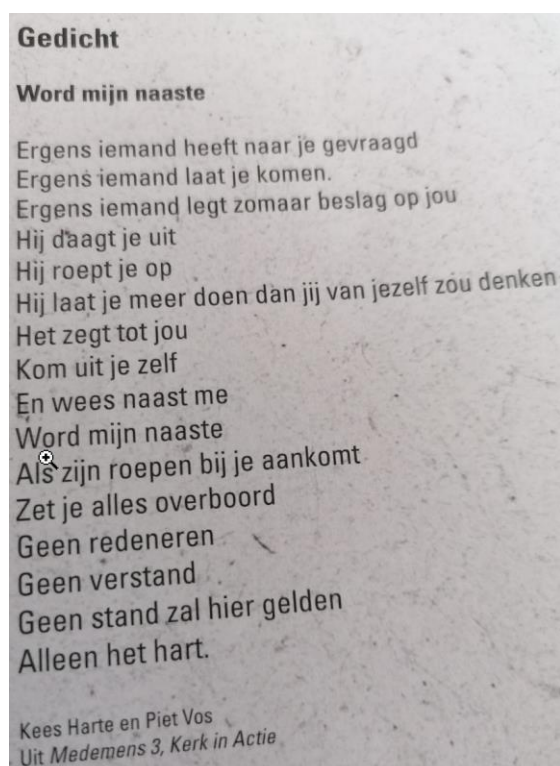 Gedicht
Word mijn naaste
Ergens iemand heeft naar je gevraagd
Ergens iemand laat je komen.
Ergens iemand legt zomaar beslag op jou
Hij daagt je uit
Hij roept je op
Hij laat je meer doen dan jij van jezelf zou denken
Het zegt tot jou
Kom uit je zelf
En wees naast me
Word mijn naaste
Als zijn roepen bij je aankomt
Zet je alles overboord
Geen redeneren
Geen verstand
Geen stand zal hier gelden
Alleen het hart.
Kees Harte en Piet Vos
Uit Medemens 3, Kerk in Actie